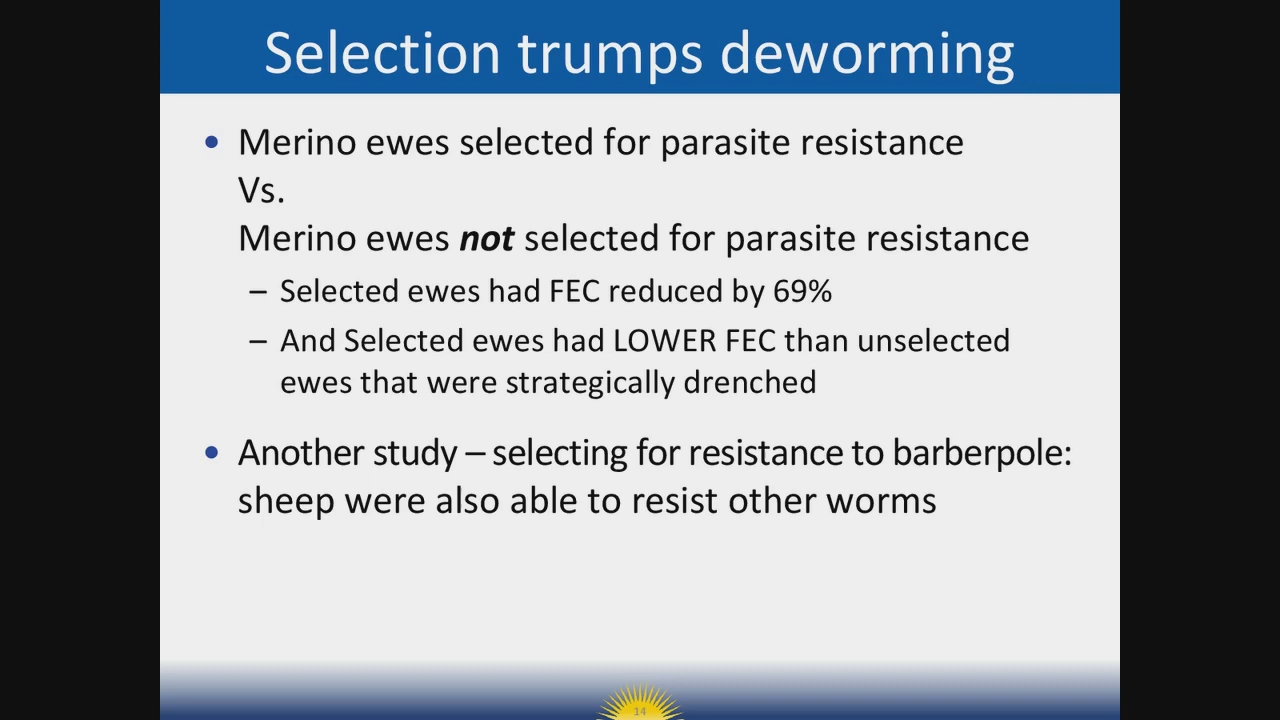 Selection trumps deworming
• Merino ewes selected for parasite resistance
Vs.
Merino ewes not selected for parasite resistance
– Selected ewes had FEC reduced by 69%
– And Selected ewes had LOWER FEC than unselected
ewes that were strategically drenched
• Another study – selecting for resistance to barberpole:
sheep were also able to resist other worms
14